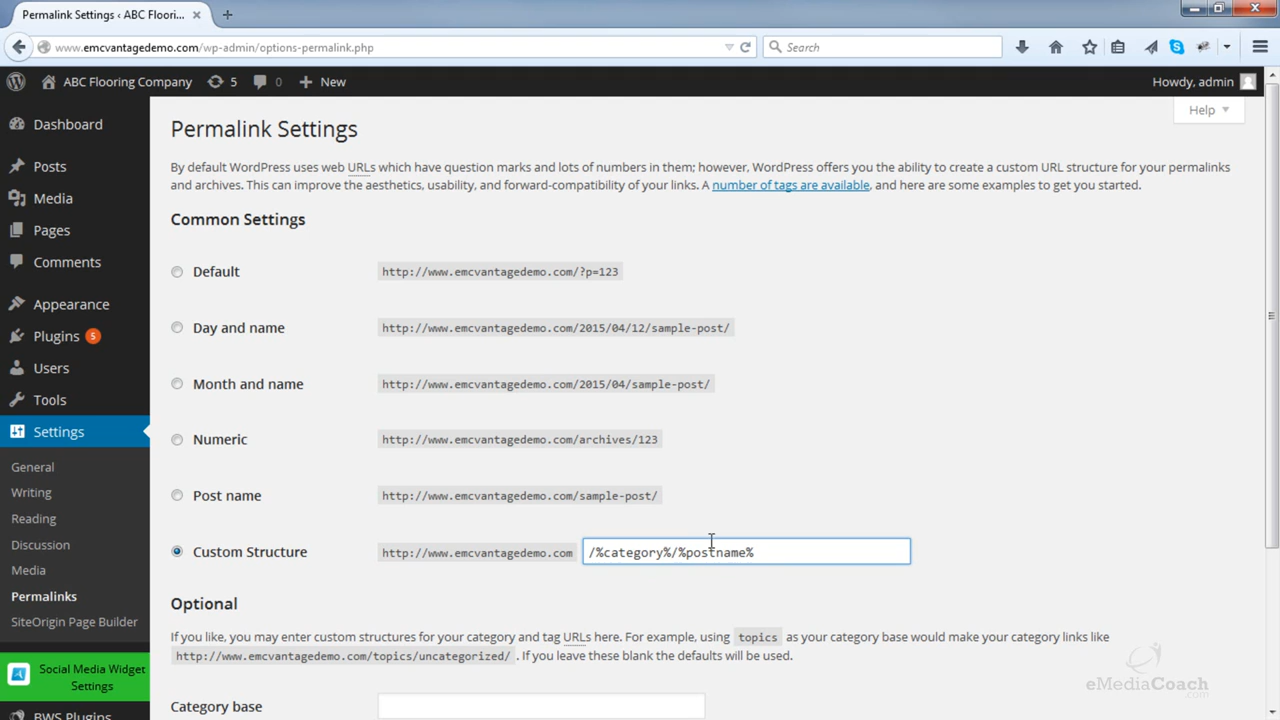 Permalink Settings ‹ ABC Floori...
www.emcvantagedemo.com/wp-admin/options-permalink.php
Search
ABC Flooring Company
5
0
New
Howdy, admin
Help
Dashboard
Posts
Media
Pages
Comments
Appearance
Plugins 5
Users
Tools
Settings
General
Writing
Reading
Discussion
Media
Permalinks
SiteOrigin Page Builder
Social Media Widget
Settings
BWS Plugins
Permalink Settings
By default WordPress uses web URLs which have question marks and lots of numbers in them; however, WordPress offers you the ability to create a custom URL structure for your permalinks
and archives. This can improve the aesthetics, usability, and forward-compatibility of your links. A number of tags are available, and here are some examples to get you started.
Common Settings
Default http://www.emcvantagedemo.com/?p=123
Day and name http://www.emcvantagedemo.com/2015/04/12/sample-post/
Month and name http://www.emcvantagedemo.com/2015/04/sample-post/
Numeric http://www.emcvantagedemo.com/archives/123
Post name http://www.emcvantagedemo.com/sample-post/
Custom Structure http://www.emcvantagedemo.com /%category%/%postname%
Optional
If you like, you may enter custom structures for your category and tag URLs here. For example, using topics as your category base would make your category links like
http://www.emcvantagedemo.com/topics/uncategorized/ . If you leave these blank the defaults will be used.
Category base
eMediaCoach
.com